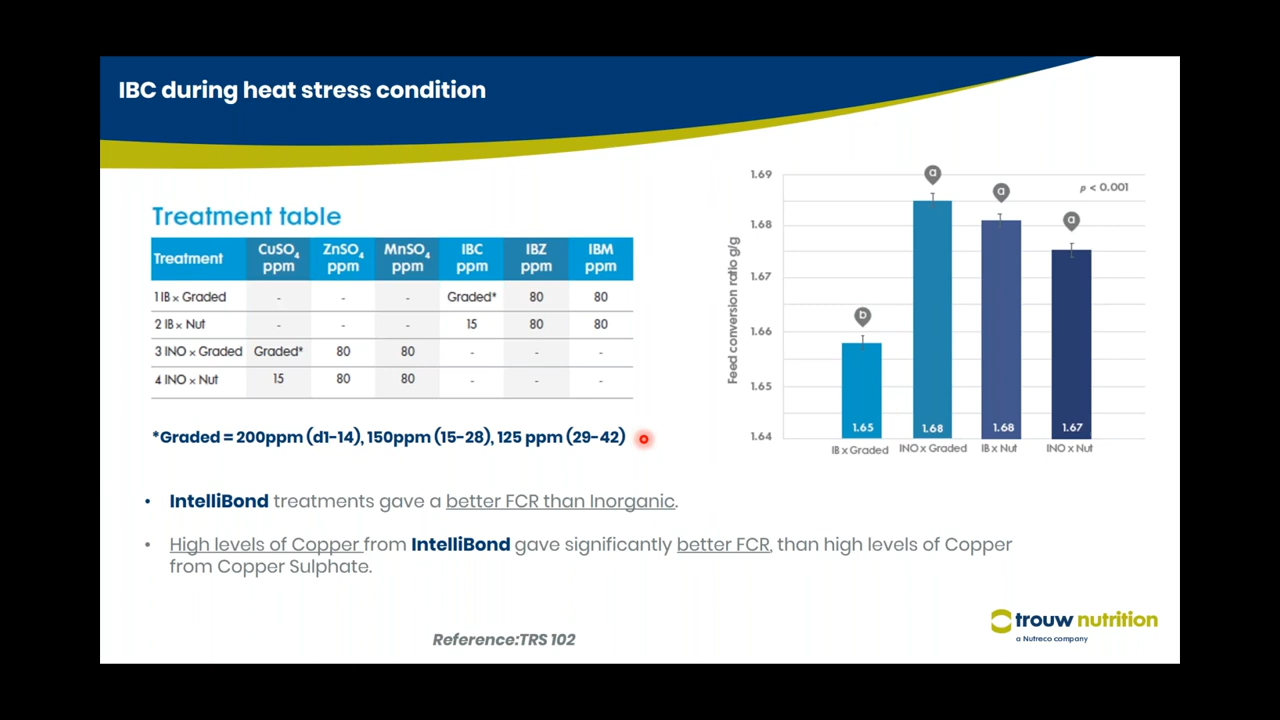 IBC during heat stress condition
Treatment table
Treatment CuSO4 ppm ZnSO4 ppm MnSO4 ppm IBC ppm IBZ ppm IBM ppm
1 IB x Graded - - - Graded* 80 80
2 IB x Nut - - - 15 80 80
3 INO x Graded Graded* 80 80 - - -
4 INO x Nut 15 80 80 - - -
*Graded = 200ppm (d1-14), 150ppm (15-28), 125 ppm (29-42)
Feed conversion ratio g/g
1.69
1.68
1.67
1.66
1.65
1.64
p < 0.001
b
a
a
a
1.65 1.68 1.68 1.67
IB x Graded INO x Graded IB x Nut INO x Nut
• IntelliBond treatments gave a better FCR than Inorganic.
• High levels of Copper from IntelliBond gave significantly better FCR, than high levels of Copper
from Copper Sulphate.
Reference:TRS 102
trouw nutrition
a Nutreco company